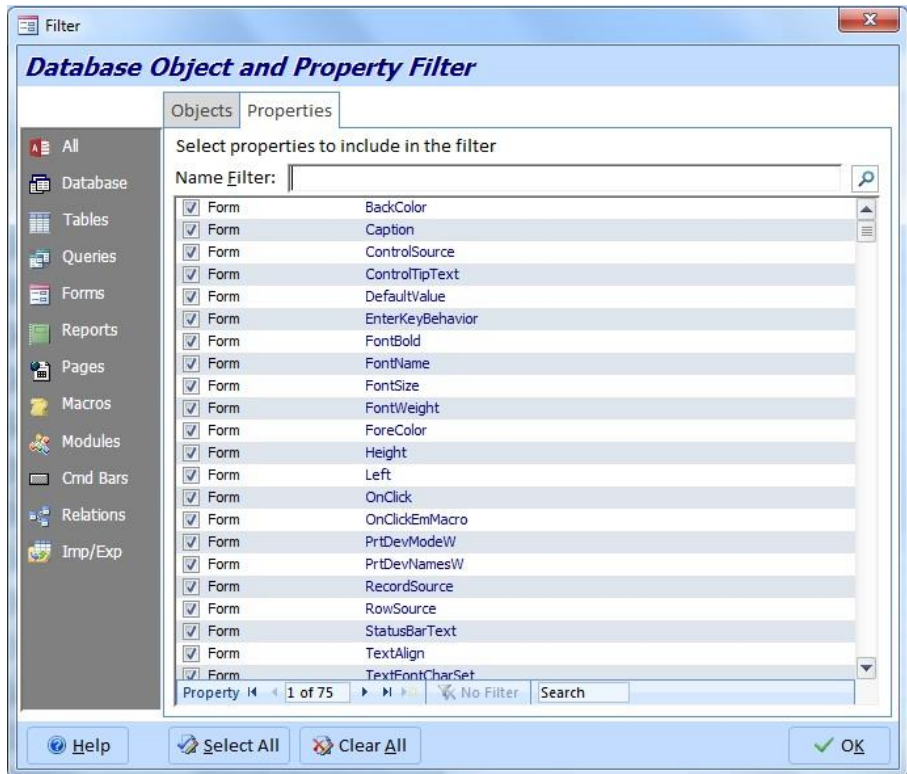 Filter
Database Object and Property Filter
Objects Properties
All
Database
Tables
Queries
Forms
Reports
Pages
Macros
Modules
Cmd Bars
Relations
Imp/Exp
Select properties to include in the filter
Name Filter:
Form BackColor
Form Caption
Form ControlSource
Form ControlTipText
Form DefaultValue
Form EnterKeyBehavior
Form FontBold
Form FontName
Form FontSize
Form FontWeight
Form ForeColor
Form Height
Form Left
Form OnClick
Form OnClickEmMacro
Form PrtDevModeW
Form PrtDevNamesW
Form RecordSource
Form RowSource
Form StatusBarText
Form TextAlign
Form TextFontCharSet
Property 1 of 75 No Filter Search
Help Select All Clear All OK